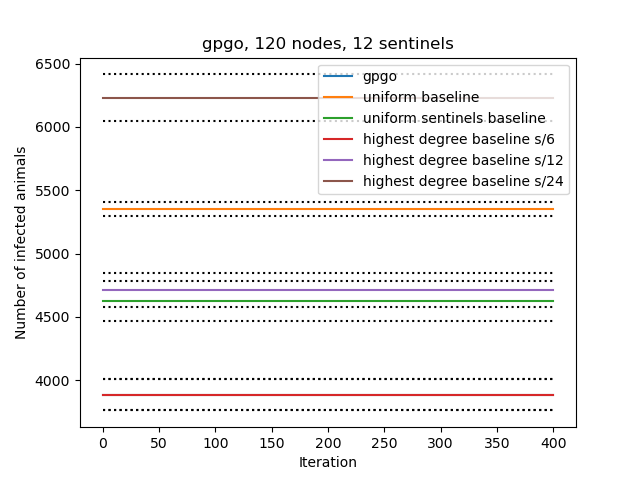 gpgo, 120 nodes, 12 sentinels
6500
6000
5500
5000
4500
4000
Number of infected animals
gpgo
uniform baseline
uniform sentinels baseline
highest degree baseline s/6
highest degree baseline s/12
highest degree baseline s/24
0 50 100 150 200 250 300 350 400
Iteration